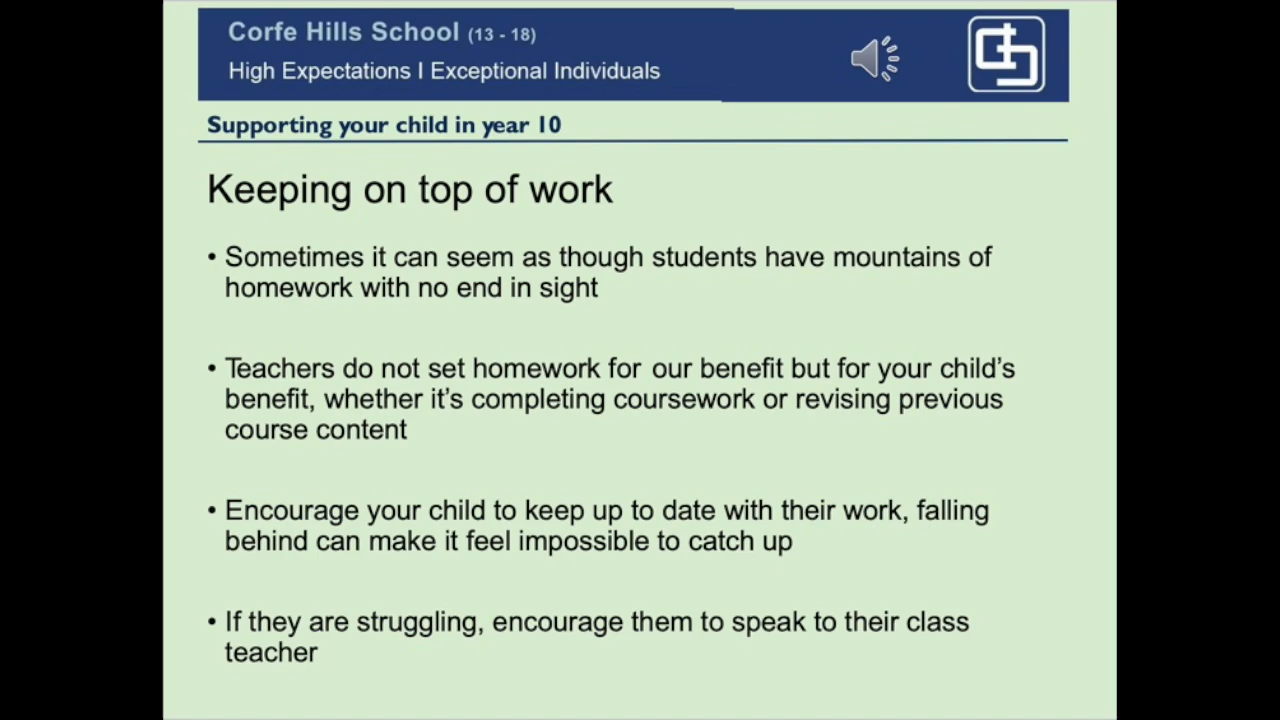 Corfe Hills School (13 - 18)
High Expectations I Exceptional Individuals
Supporting your child in year 10
Keeping on top of work
• Sometimes it can seem as though students have mountains of
homework with no end in sight
• Teachers do not set homework for our benefit but for your child's
benefit, whether it's completing coursework or revising previous
course content
• Encourage your child to keep up to date with their work, falling
behind can make it feel impossible to catch up
• If they are struggling, encourage them to speak to their class
teacher